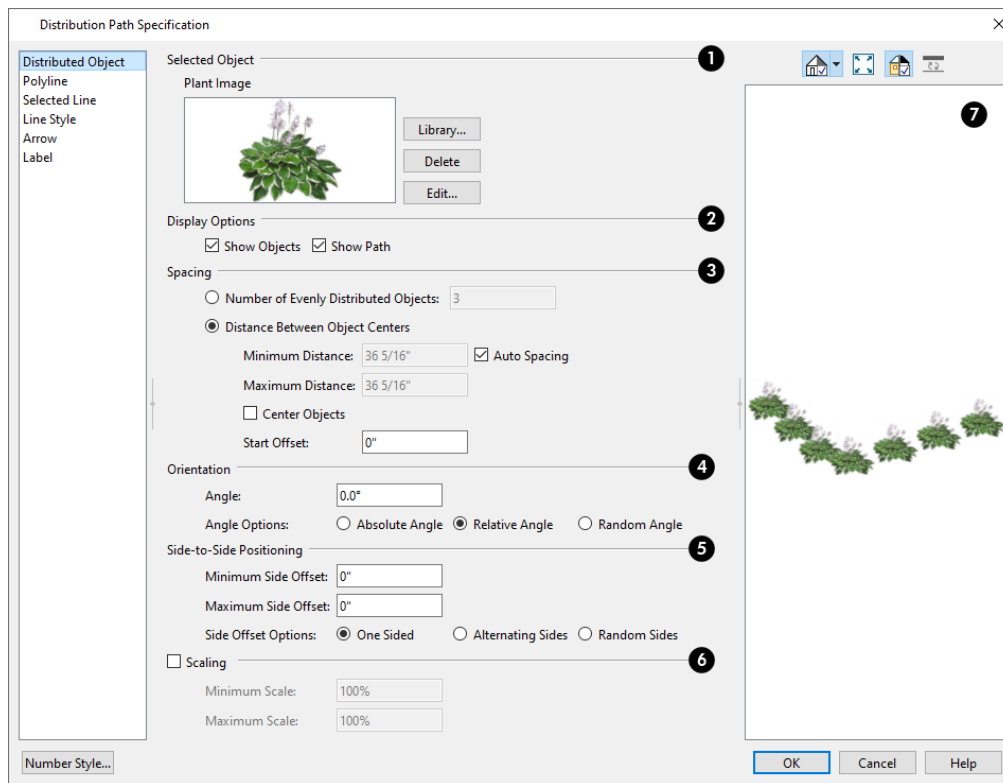 Distribution Path Specification
Distributed Object
Polyline
Selected Line
Line Style
Arrow
Label
Selected Object 1
Plant Image
Library...
Delete
Edit...
Display Options 2
Show Objects Show Path
Spacing 3
Number of Evenly Distributed Objects: 3
Distance Between Object Centers
Minimum Distance: 36 5/16" Auto Spacing
Maximum Distance: 36 5/16"
Center Objects
Start Offset: 0"
Orientation 4
Angle: 0.0°
Angle Options: Absolute Angle Relative Angle Random Angle
Side-to-Side Positioning 5
Minimum Side Offset: 0"
Maximum Side Offset: 0"
Side Offset Options: One Sided Alternating Sides Random Sides
Scaling 6
Minimum Scale: 100%
Maximum Scale: 100%
7
Number Style... OK Cancel Help